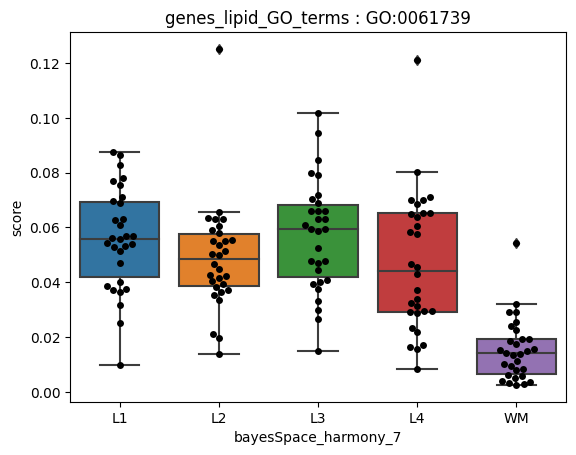 genes_lipid_GO_terms : GO:0061739
score
0.12
0.10
0.08
0.06
0.04
0.02
0.00
L1 L2 L3 L4 WM
bayesSpace_harmony_7